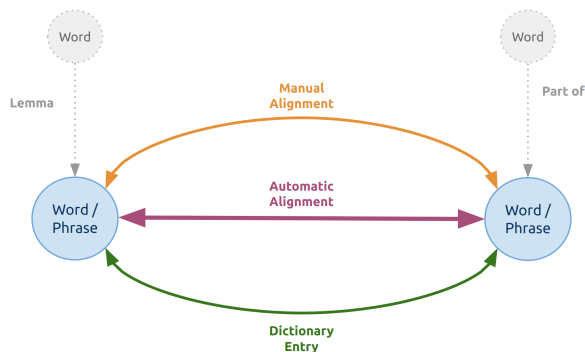 Word
Word
Manual
Alignment
Lemma
Part of
Automatic
Alignment
Word /
Phrase
Word /
Phrase
Dictionary
Entry